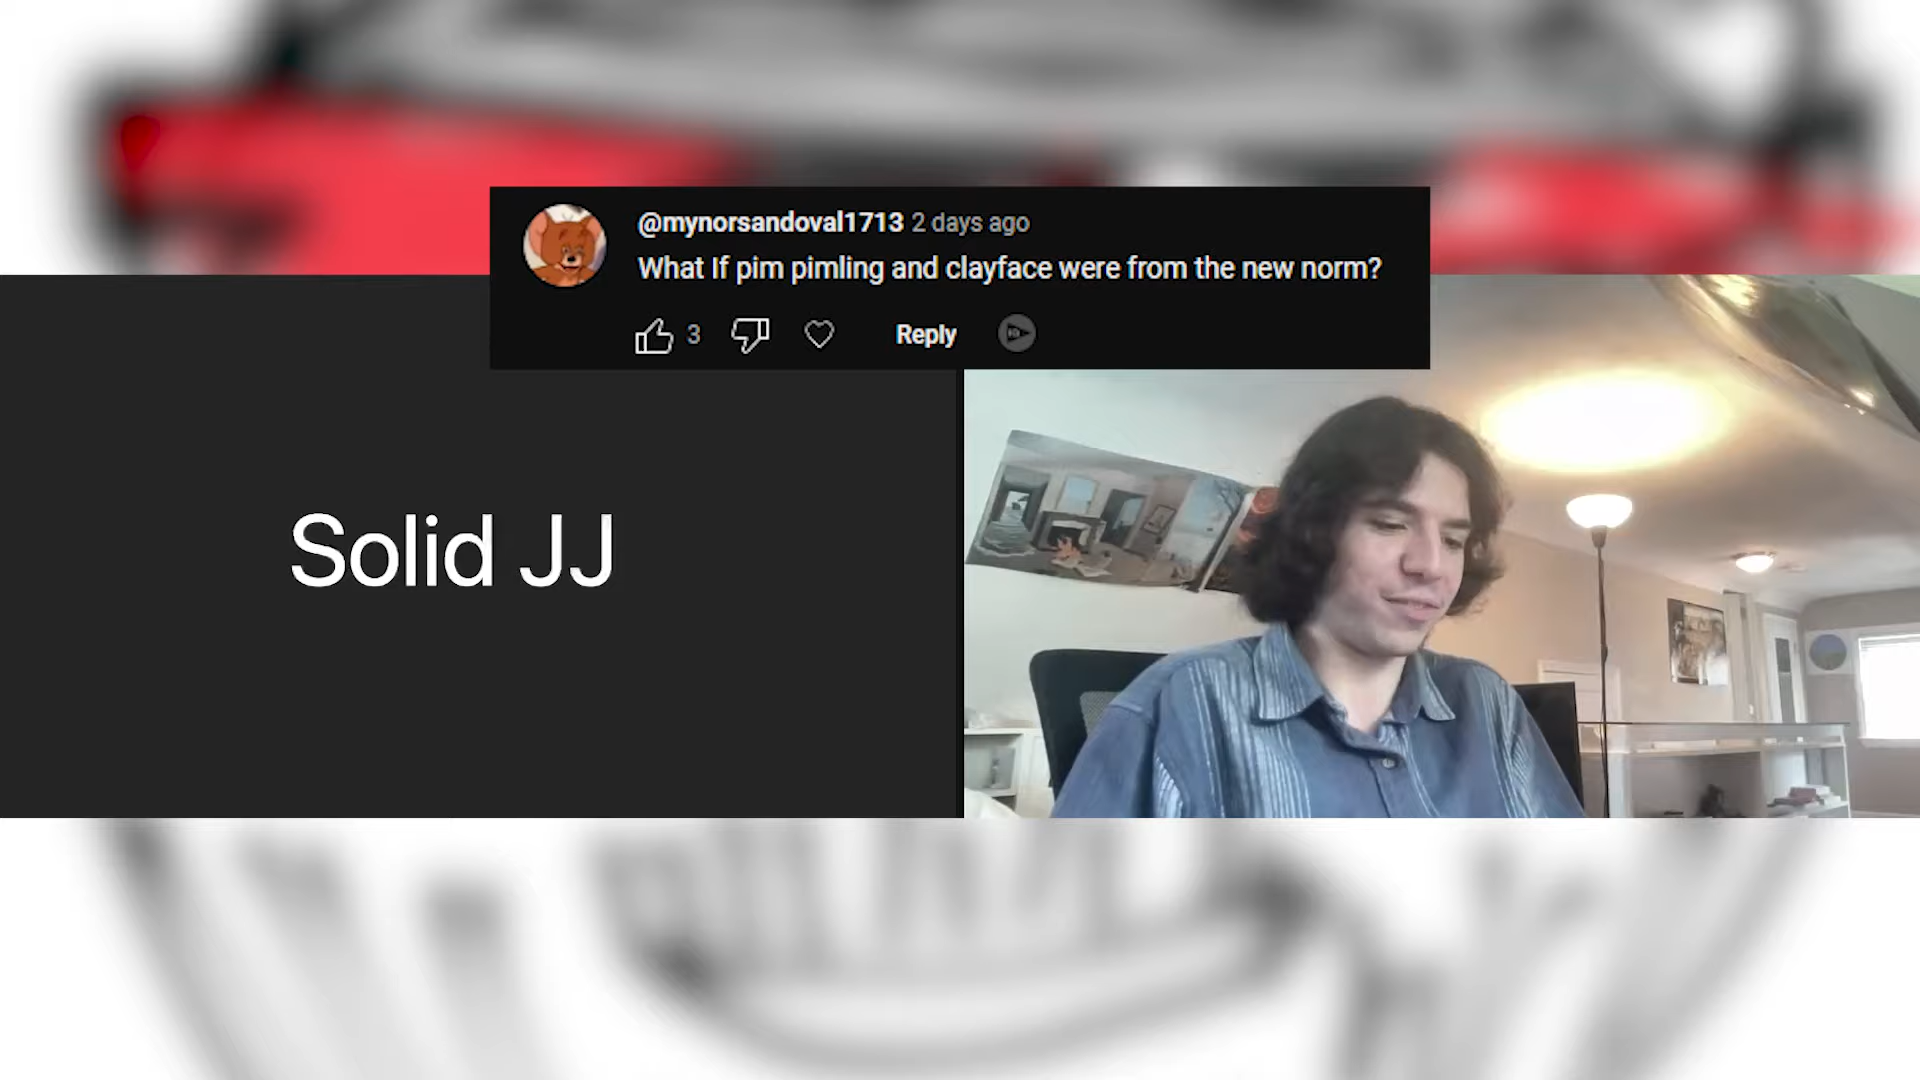 @mynorsandoval1713 2 days ago
What If pim pimling and clayface were from the new norm?
3
Reply
Solid JJ